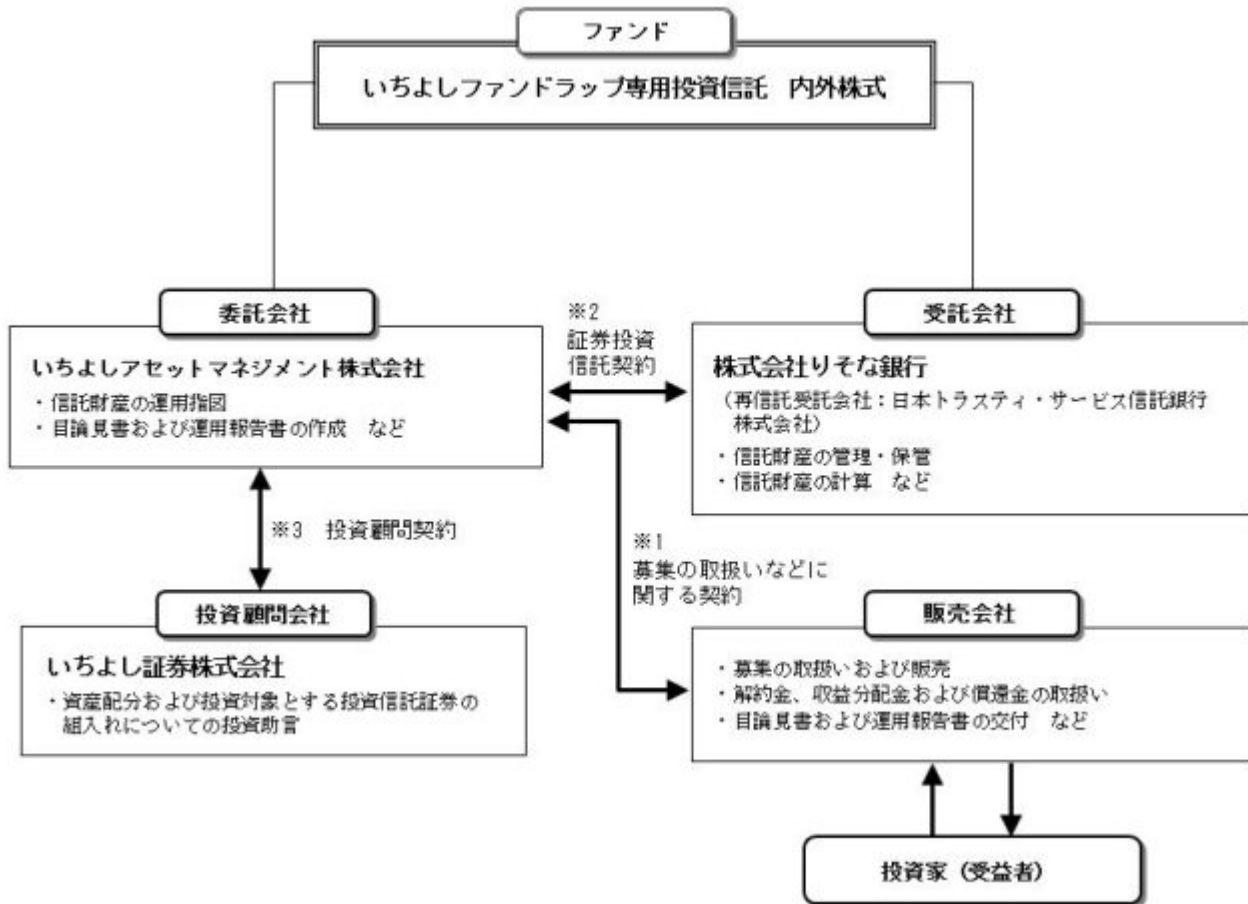 ファンド
いちよしファンドラップ専用投資信託　内外株式
委託会社
いちよしアセットマネジメント株式会社
・信託財産の運用指図
・目論見書および運用報告書の作成　など
※2
証券投資
信託契約
受託会社
株式会社りそな銀行
（再信託受託会社：日本トラスティ・サービス信託銀行
株式会社）
・信託財産の管理・保管
・信託財産の計算　など
※3　投資顧問契約
※1
募集の取扱いなどに
関する契約
投資顧問会社
いちよし証券株式会社
・資産配分および投資対象とする投資信託証券の
組入れについての投資助言
販売会社
・募集の取扱いおよび販売
・解約金、収益分配金および償還金の取扱い
・目論見書および運用報告書の交付　など
投資家（受益者）